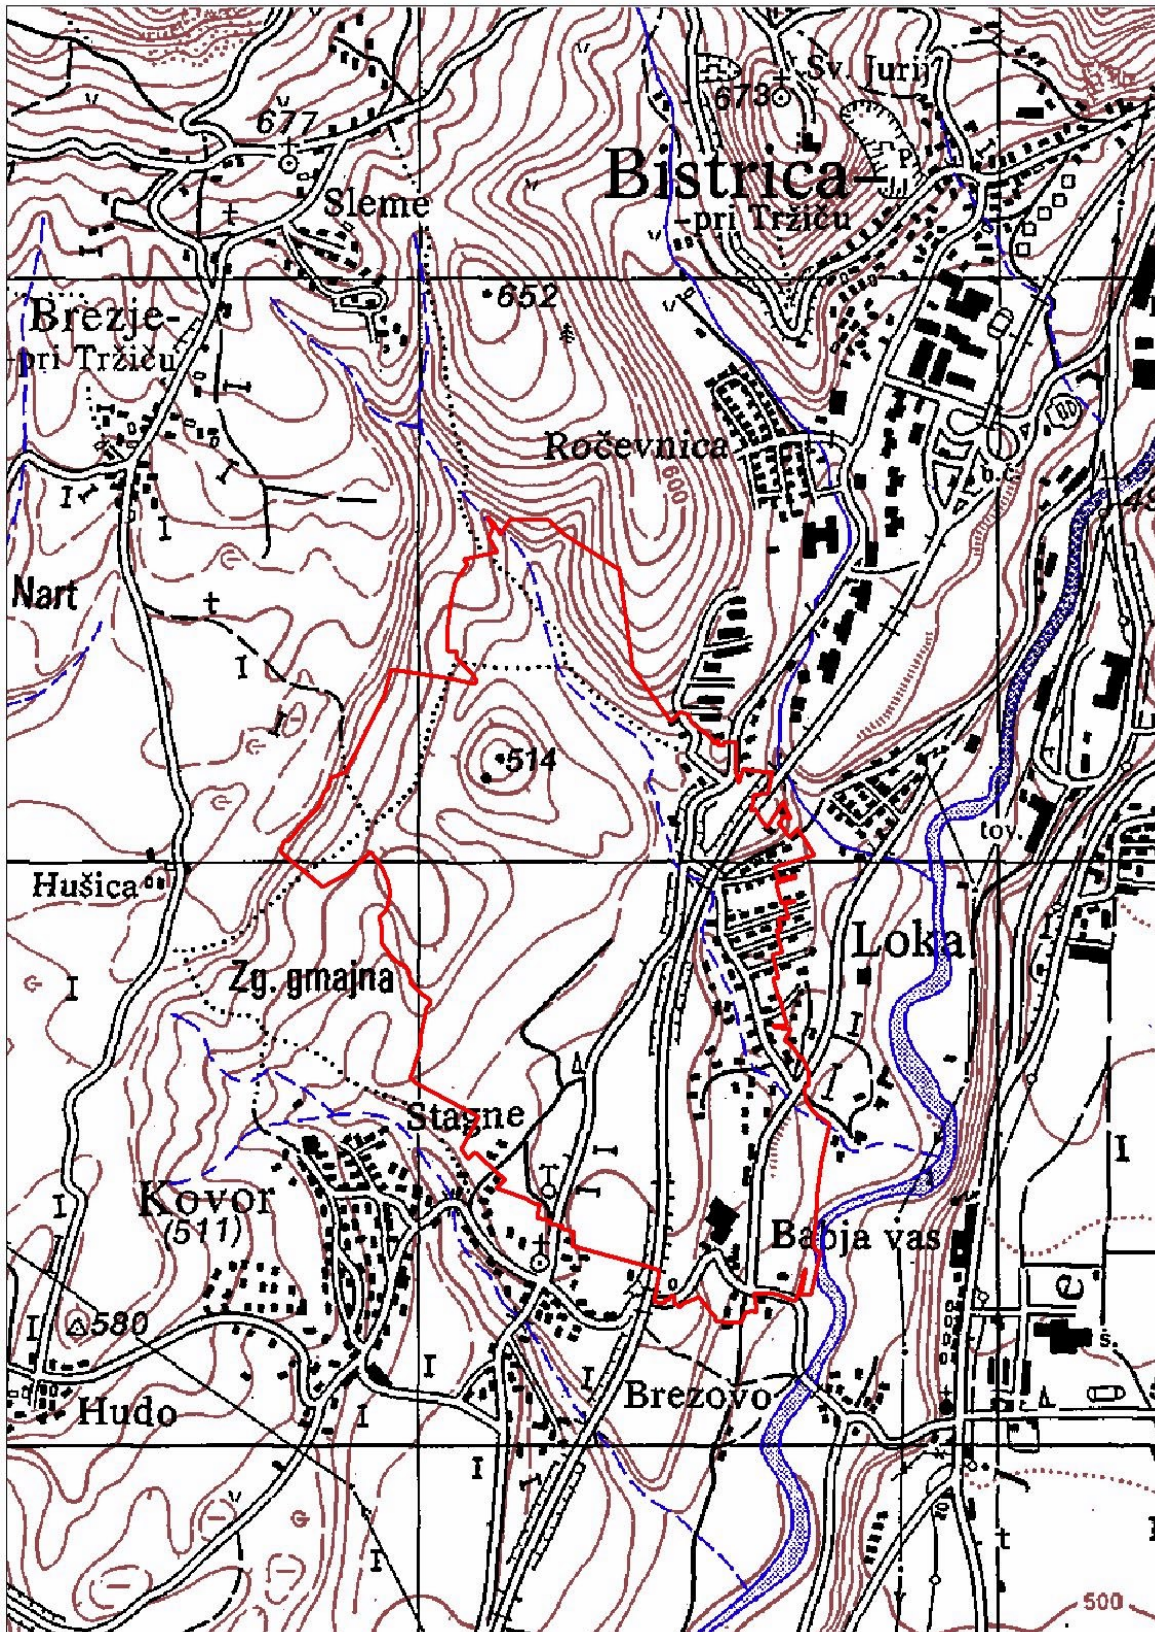 Sv. Jurij
673
677
Bistrica-
-pri Tržiču
Sleme
652
Brezje-
-pri Tržiču
Ročevnica
600
Nart
514
tov.
Hušica
Loka
Zg. gmajna
Stagne
Kovor
(511)
Babja vas
580
Brezovo
Hudo
š.
500